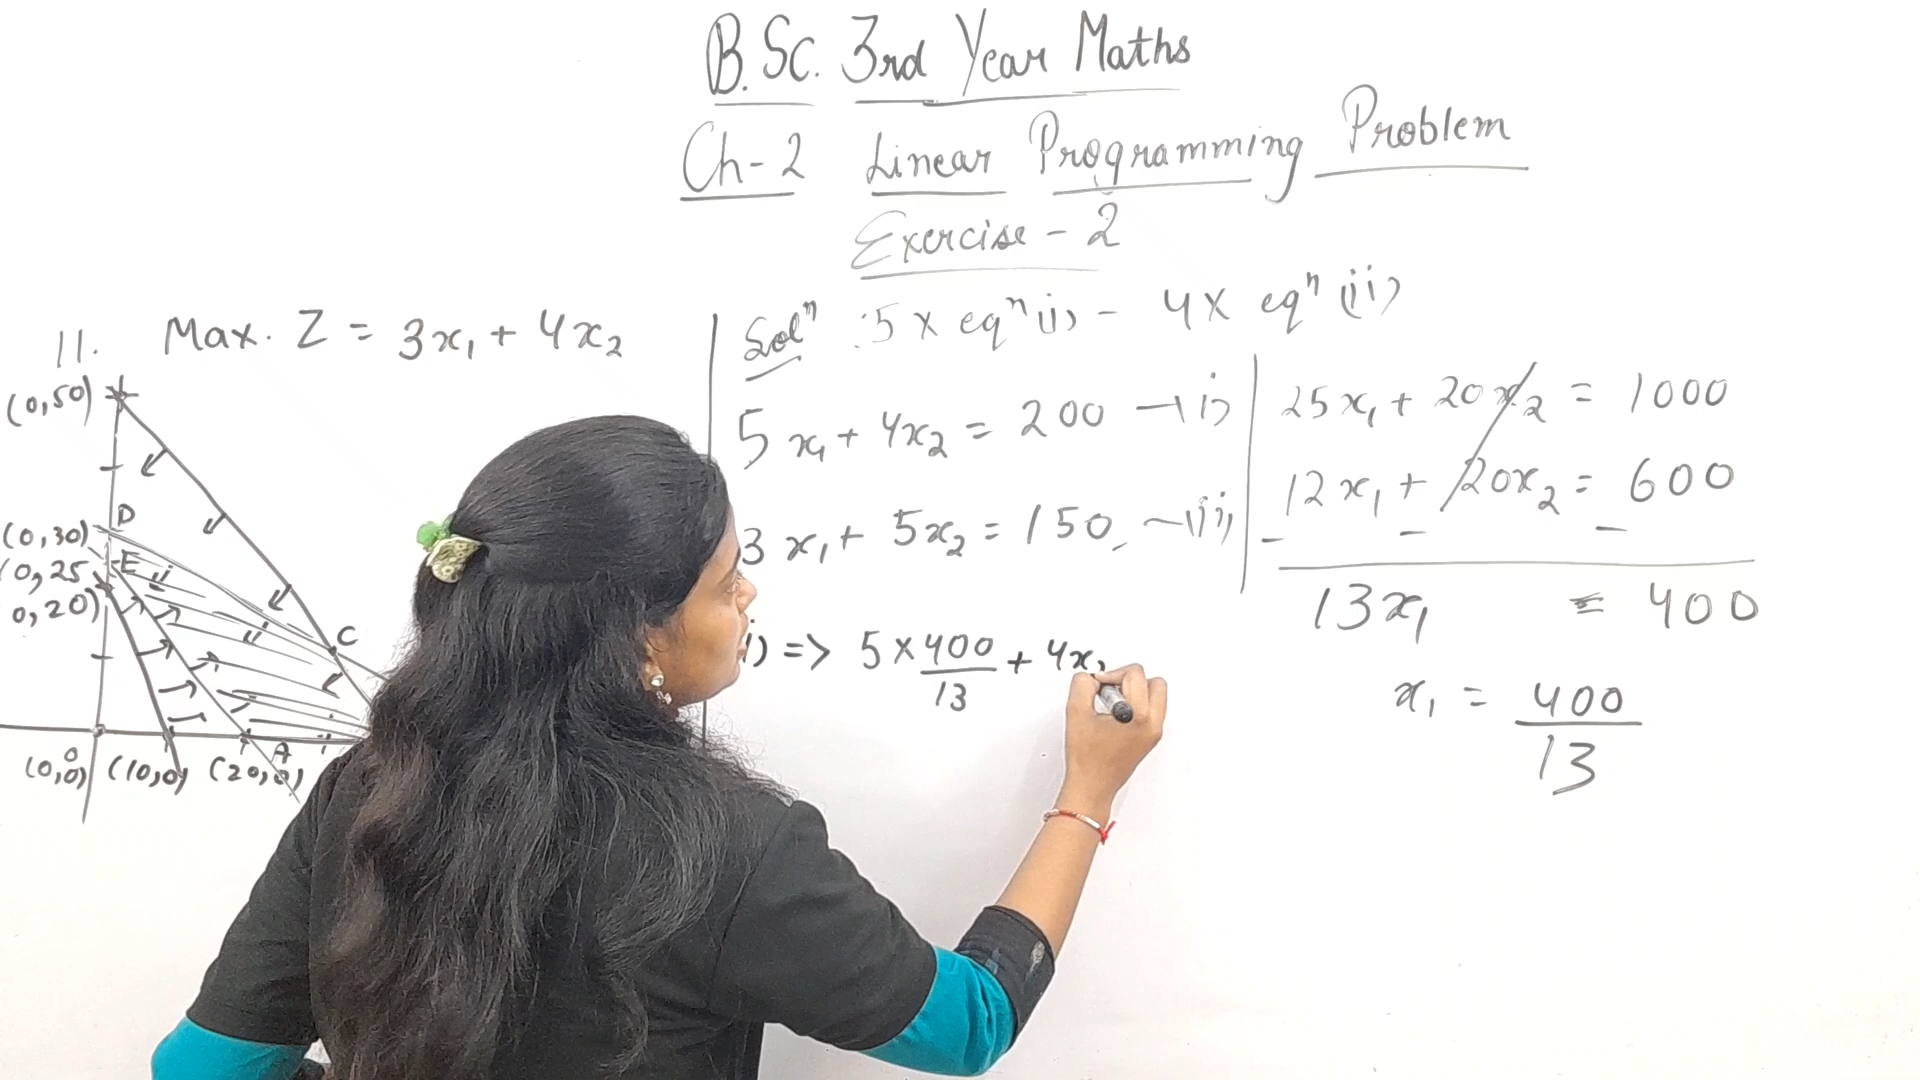 B.Sc. 3rd Year Maths
Ch-2 Linear Programming Problem
Exercise - 2
11. Max. Z = 3x₁ + 4x₂
(0,50)
D
(0,30)
E
0,25
0,20)
C
A
O
(0,0) (10,0) (20,0)
Solⁿ : 5 × eqⁿ (i) - 4 × eqⁿ (ii)
5x₁ + 4x₂ = 200 —(i)
3x₁ + 5x₂ = 150 —(ii)
i) => 5 × 400/13 + 4x
25x₁ + 20x₂ = 1000
12x₁ + 20x₂ = 600
- - -
13x₁ = 400
x₁ = 400/13